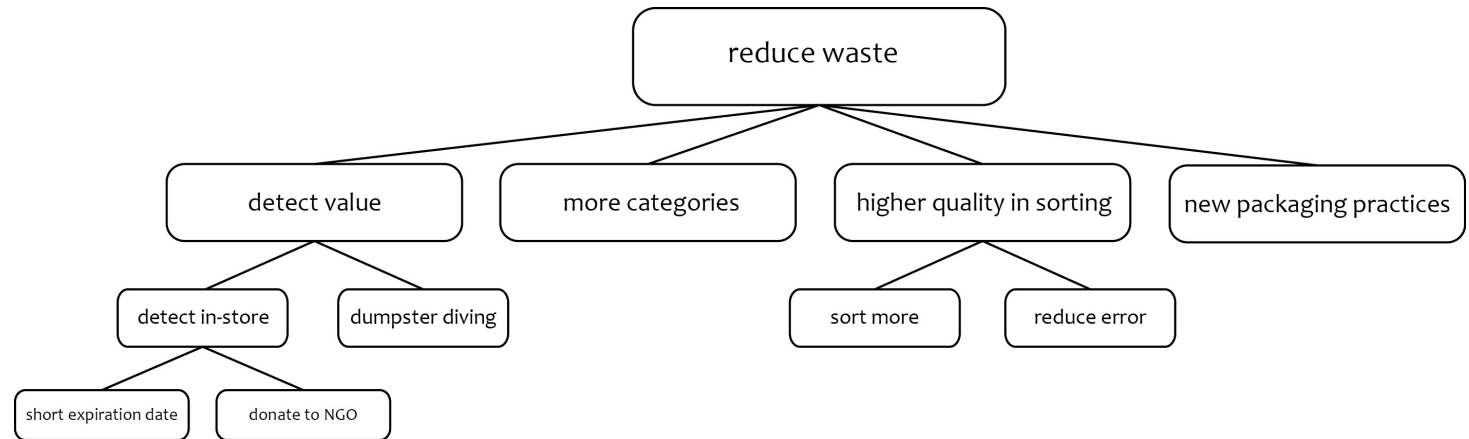 reduce waste
detect value
more categories
higher quality in sorting
new packaging practices
detect in-store
dumpster diving
sort more
reduce error
short expiration date
donate to NGO